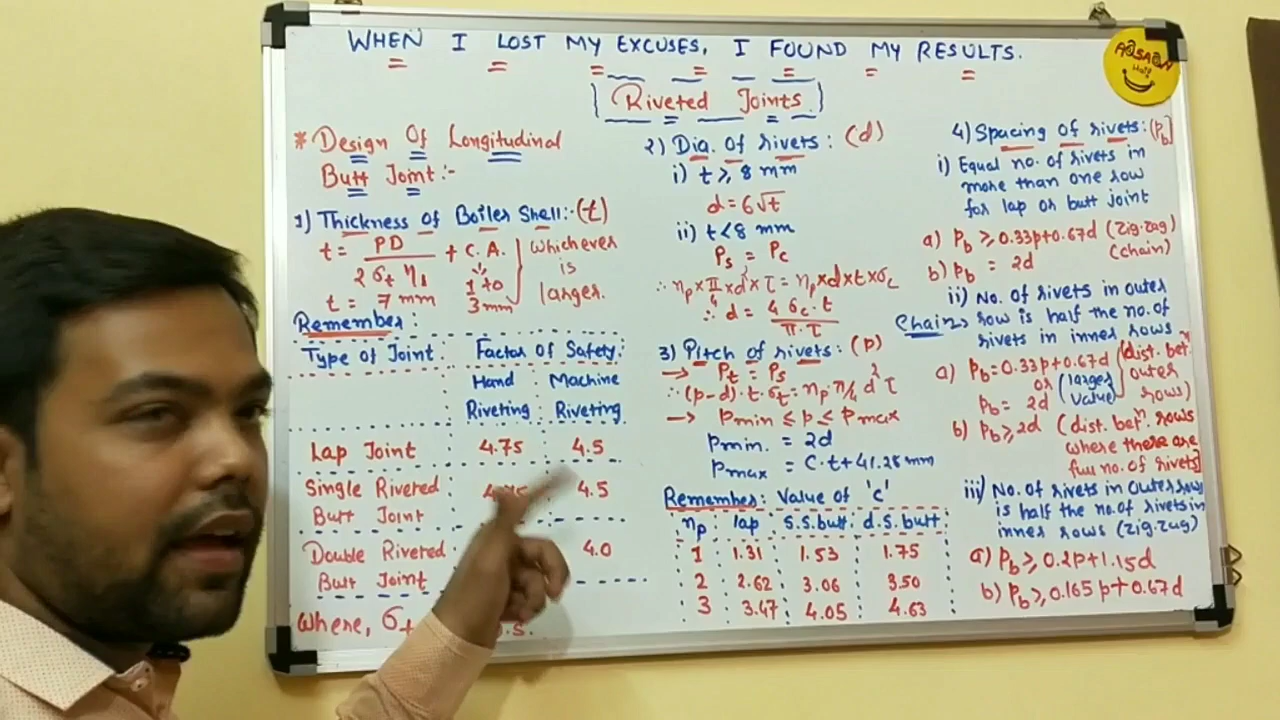 WHEN I LOST MY EXCUSES, I FOUND MY RESULTS.
AQSAQN
Riveted Joints
* Design Of Longitudinal
Butt Joint:-
1) Thickness of Boiler Shell:-(t)
t = PD / 2 σt ηl + C.A.
1 to
3mm
whichever
is
larger.
t = 7 mm
Remember:
Type of Joint: Factor of Safety:
Hand Riveting : Machine Riveting :
Lap Joint 4.75 4.5
Single Riveted
Butt Joint 4.5
Double Riveted
Butt Joint 4.0
Where, σt
2) Dia. Of rivets: (d)
i) t ≥ 8 mm
d = 6√t
ii) t < 8 mm
Ps = Pc
∴ np × π/4 × d² × τ = np × d × t × σc
∴ d = 4 σc · t / π · τ
3) Pitch of rivets: (p)
→ Pt = Ps
∴ (p-d)·t·σt = np π/4 d² τ
→ Pmin ≤ p ≤ Pmax
Pmin. = 2d
Pmax = C·t + 41.28 mm
Remember: Value of 'c'
np : lap : s.s.butt : d.s.butt
1 1.31 1.53 1.75
2 2.62 3.06 3.50
3 3.47 4.05 4.63
4) Spacing of rivets: (Pb)
i) Equal no. of rivets in
more than one row
for lap or butt joint
a) Pb ≥ 0.33p+0.67d (zig-zag)
b) Pb = 2d (chain)
ii) No. of rivets in outer
Chain → row is half the no. of
rivets in inner rows
a) Pb = 0.33p+0.67d
or
Pb = 2d
(larger
value
(dist. betn
outer
rows)
b) Pb ≥ 2d (dist. betn. rows
where there are
full no. of rivets)
iii) No. of rivets in outer row
is half the no. of rivets in
inner rows (zig-zag)
a) Pb ≥ 0.2p+1.15d
b) Pb ≥ 0.165p+0.67d